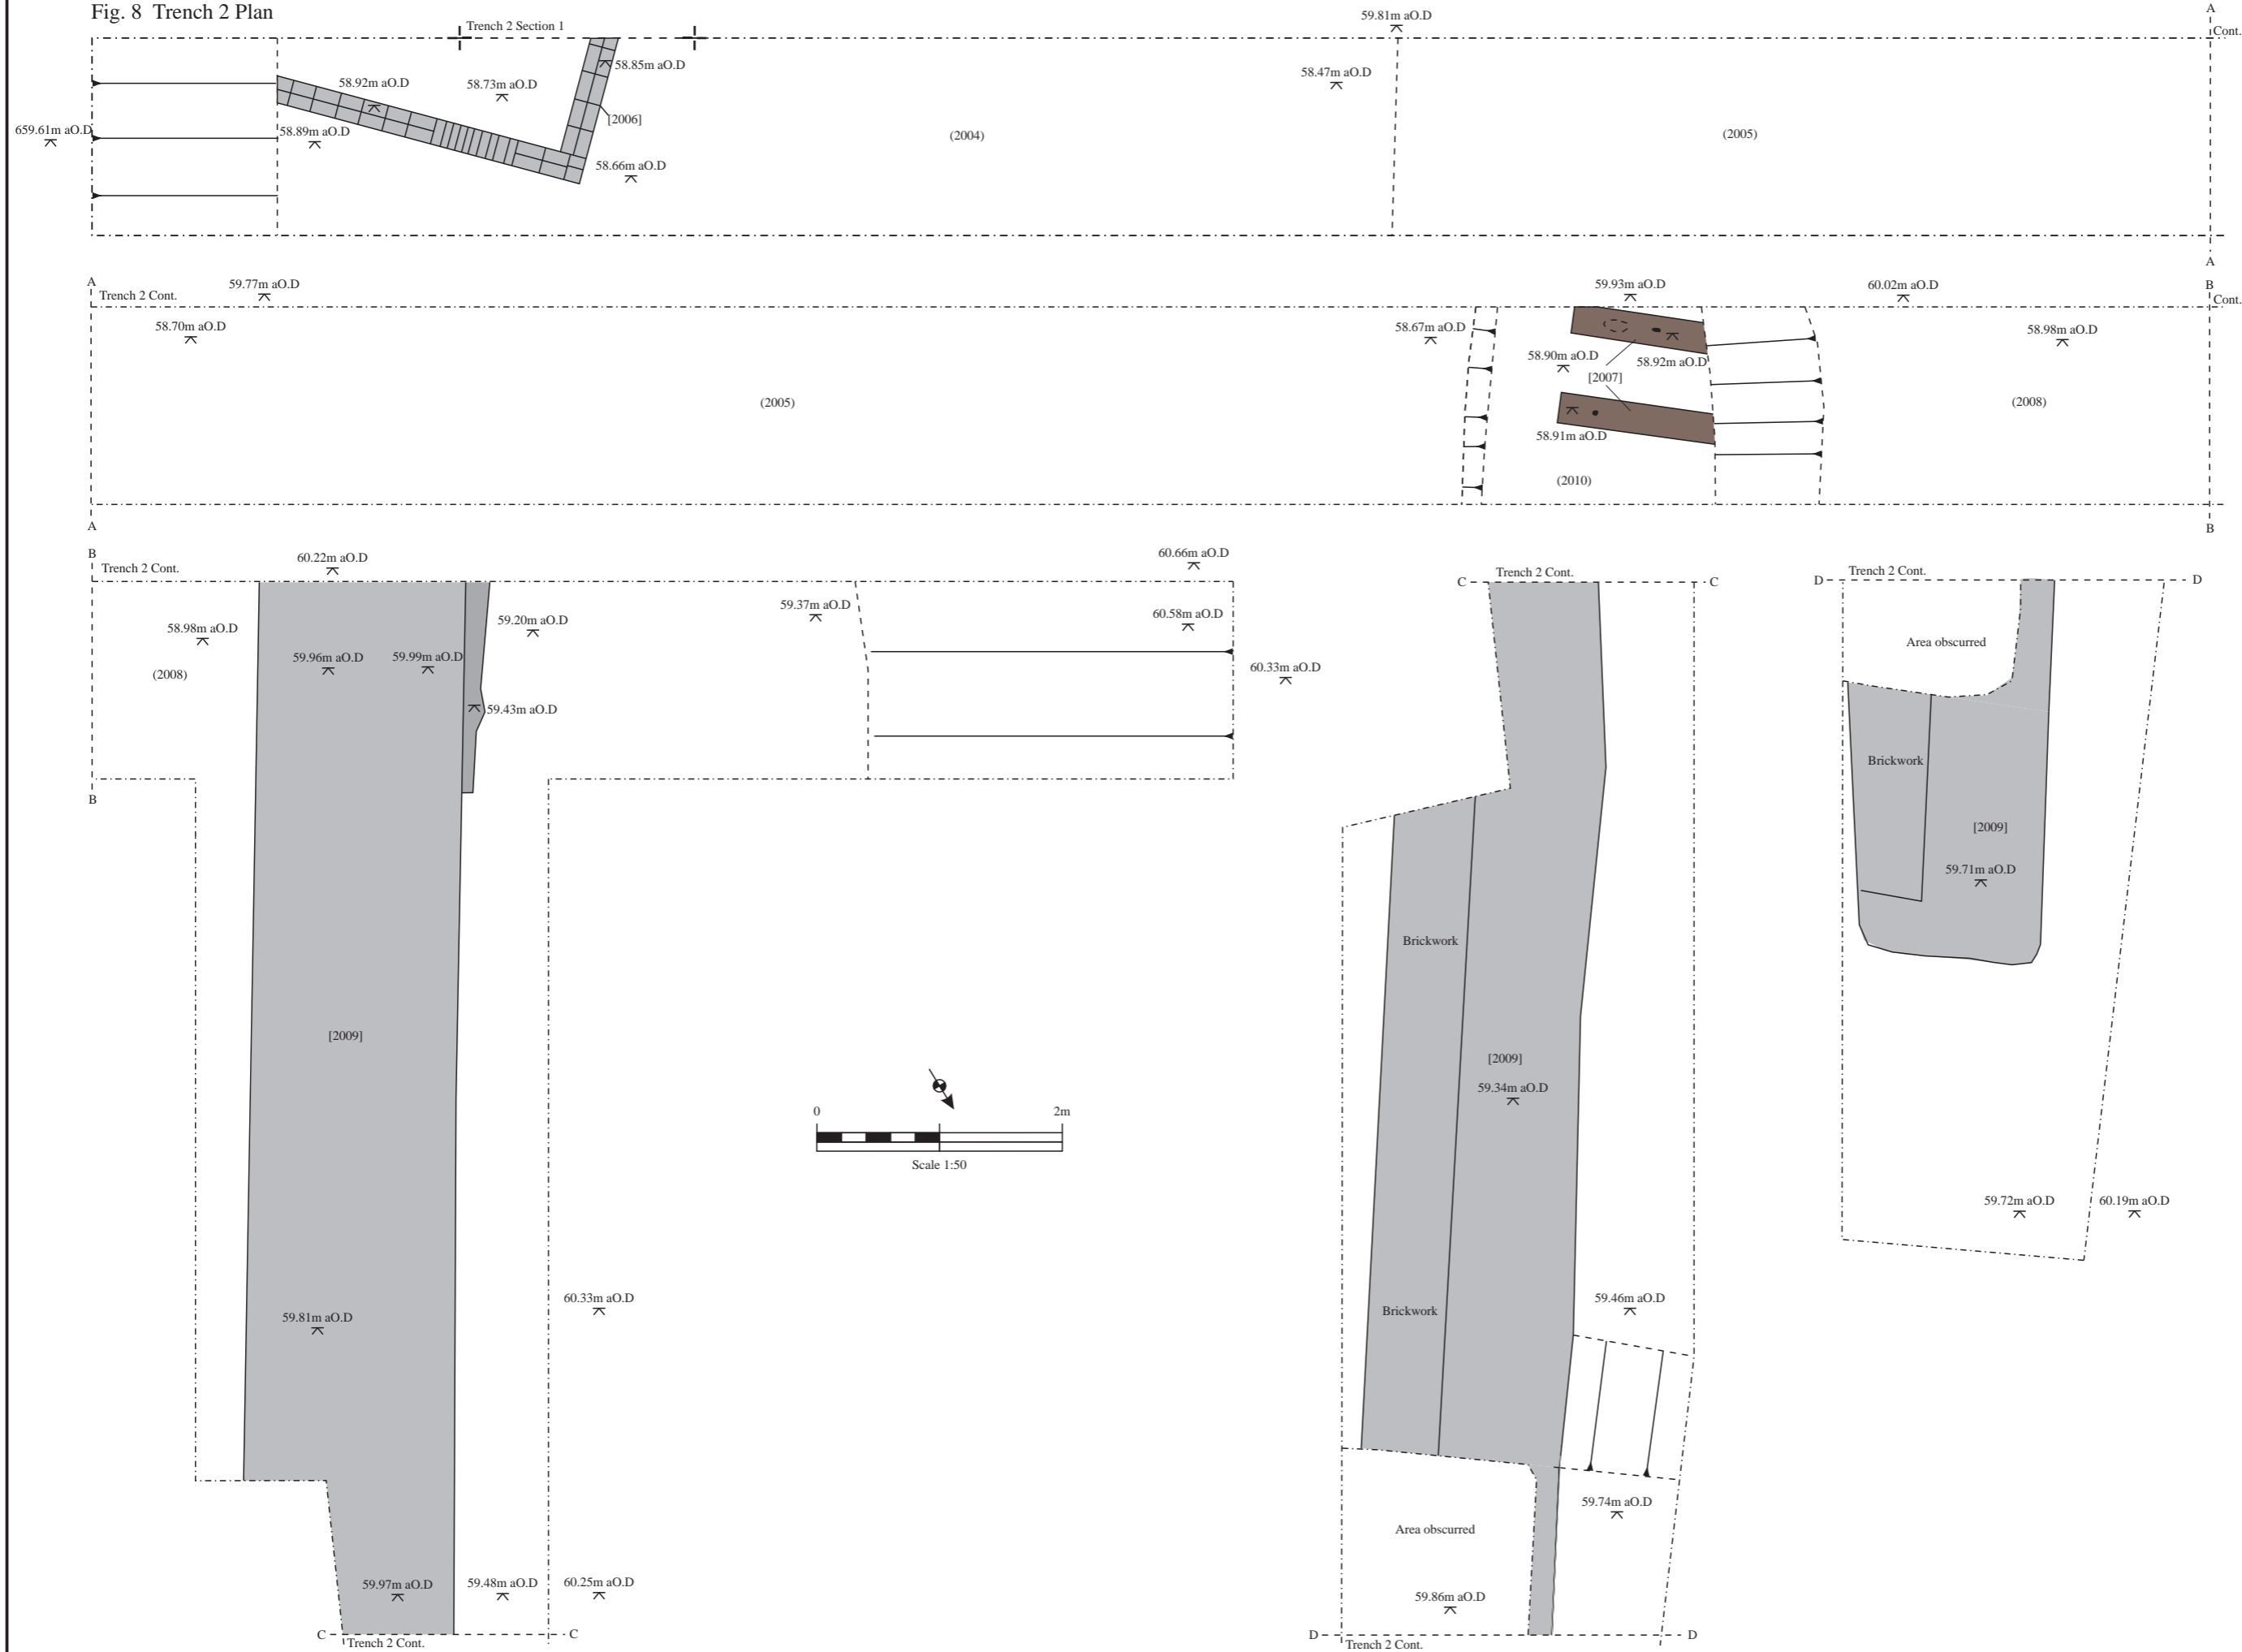 Fig. 8 Trench 2 Plan
59.81m aO.D
A
Trench 2 Section 1
Cont.
58.85m aO.D
58.47m aO.D
58.92m aO.D
58.73m aO.D
[2006]
659.61m aO.D
58.89m aO.D
(2004)
(2005)
58.66m aO.D
A
A
59.77m aO.D
59.93m aO.D
60.02m aO.D
B
Trench 2 Cont.
Cont.
58.70m aO.D
58.67m aO.D
58.98m aO.D
58.90m aO.D
58.92m aO.D
[2007]
(2005)
(2008)
58.91m aO.D
(2010)
A
B
B
60.22m aO.D
60.66m aO.D
Trench 2 Cont.
58.98m aO.D
59.96m aO.D
59.99m aO.D
59.20m aO.D
59.37m aO.D
60.58m aO.D
(2008)
60.33m aO.D
59.43m aO.D
B
[2009]
60.33m aO.D
59.81m aO.D
59.97m aO.D
59.48m aO.D
60.25m aO.D
C
C
Trench 2 Cont.
0
2m
Scale 1:50
Trench 2 Cont.
C
C
Brickwork
[2009]
59.34m aO.D
Brickwork
59.46m aO.D
59.74m aO.D
Area obscurred
59.86m aO.D
D
D
Trench 2 Cont.
Trench 2 Cont.
D
D
Area obscurred
Brickwork
[2009]
59.71m aO.D
59.72m aO.D
60.19m aO.D